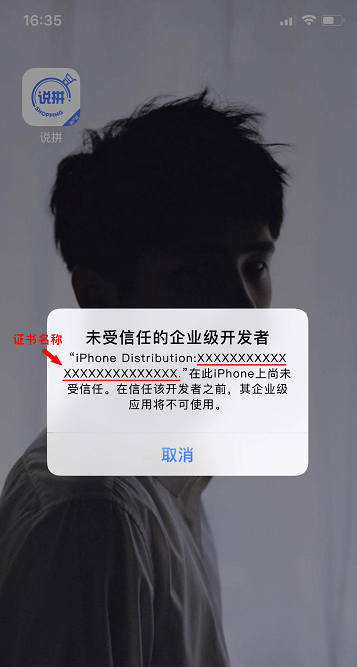 16:35
说拼
SHOPPING
说拼
证书名称
未受信任的企业级开发者
“iPhone Distribution:XXXXXXXXXXX
XXXXXXXXXXXXXX.”在此iPhone上尚未
受信任。在信任该开发者之前，其企业级
应用将不可使用。
取消